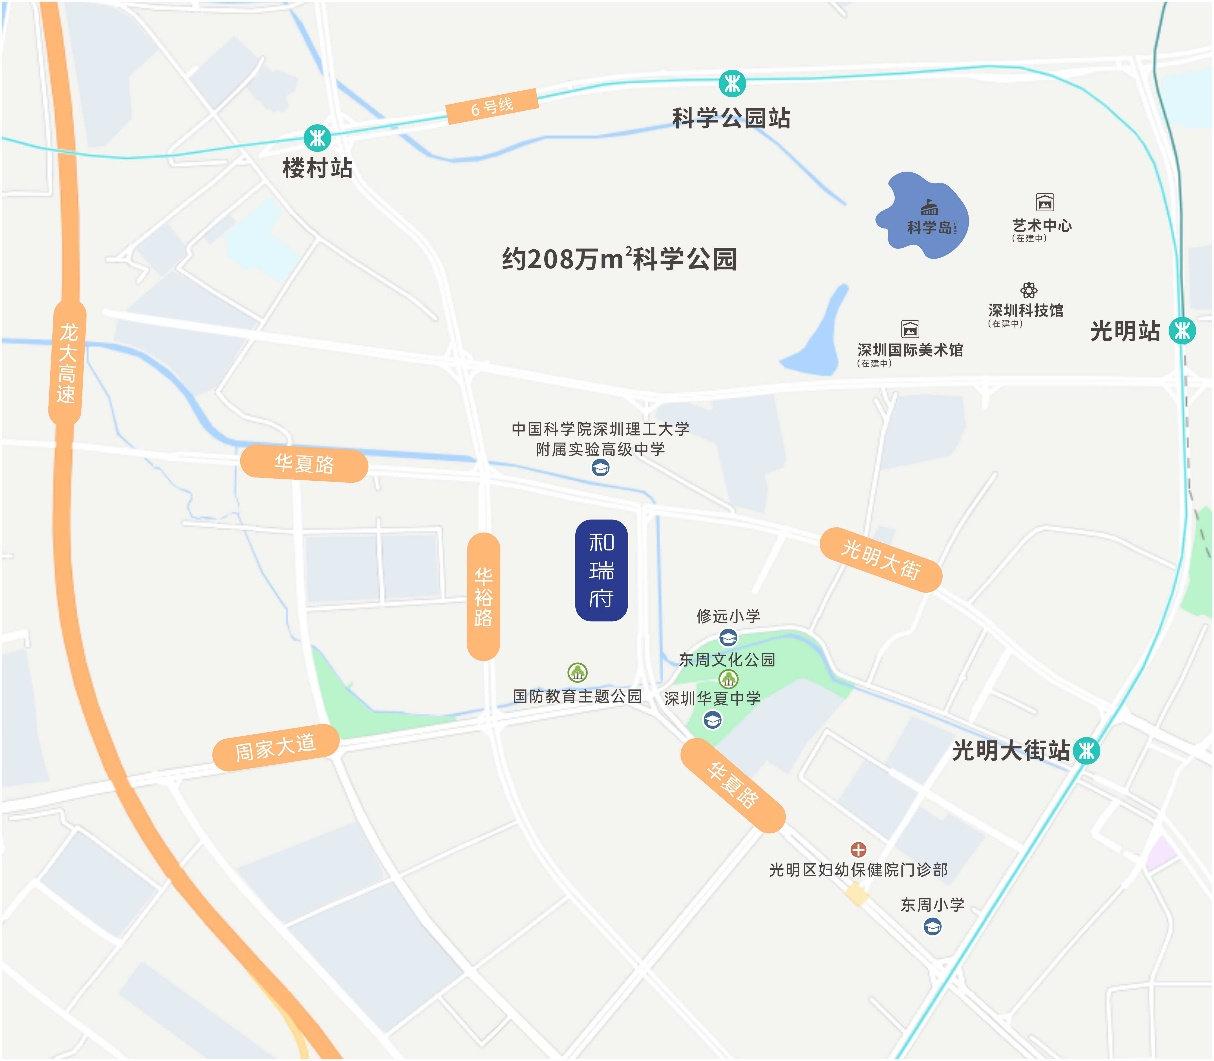 6号线
科学公园站
楼村站
科学岛
艺术中心
(在建中)
约208万m²科学公园
深圳科技馆
(在建中)
光明站
深圳国际美术馆
(在建中)
龙大高速
中国科学院深圳理工大学
附属实验高级中学
华夏路
和瑞府
光明大街
华裕路
修远小学
东周文化公园
国防教育主题公园
深圳华夏中学
周家大道
光明大街站
华夏路
光明区妇幼保健院门诊部
东周小学